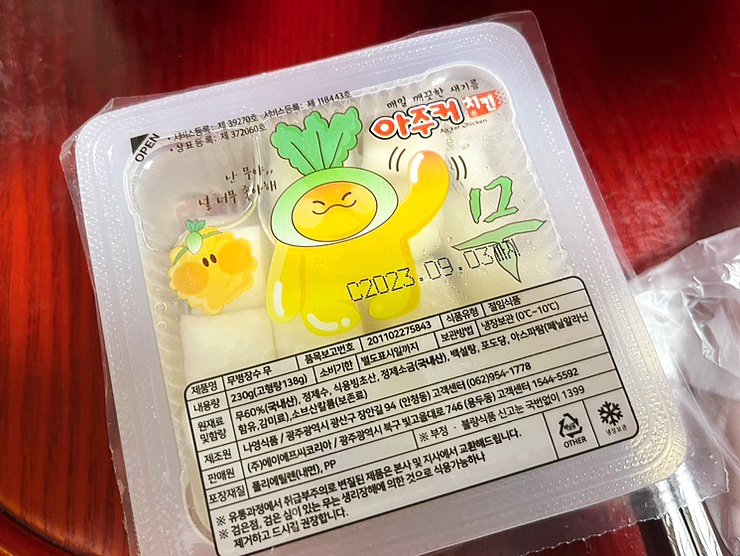 OPEN
• 서비스등록: 제 39270호 서비스등록: 제 118443호
• 상표등록: 제 372060호
매일 깨끗한 새기름
아주커 치킨
난 무야..
널 너무 좋아해
무
C2023.09.03까지
제품명 무병장수 무 품목보고번호 201102275843 식품유형 절임식품
내용량 230g(고형량138g) 소비기한 별도표시일까지 보관방법 냉장보관 (0℃~10℃)
원재료 및함량 무60%(국내산), 정제수, 식용빙초산, 정제소금(국내산), 백설탕, 포도당, 아스파탐(페닐알라닌
함유, 감미료), 소브산칼륨(보존료)
제조원 나영식품 / 광주광역시 광산구 장안길 94 (안청동) 고객센터 (062)954-1778
판매원 (주)에이에프씨코리아 / 광주광역시 북구 빛고을대로 746 (용두동) 고객센터 1544-5592
포장재질 폴리에틸렌(내면), PP ※ 부정 · 불량식품 신고는 국번없이 1399
※ 유통과정에서 취급부주의로 변질된 제품은 본사 및 지사에서 교환해드립니다.
※ 검은점, 검은 심이 있는 무는 생리장해에 의한 것으로 식용가능하나
제거하고 드시길 권장합니다.
OTHER
냉장보관